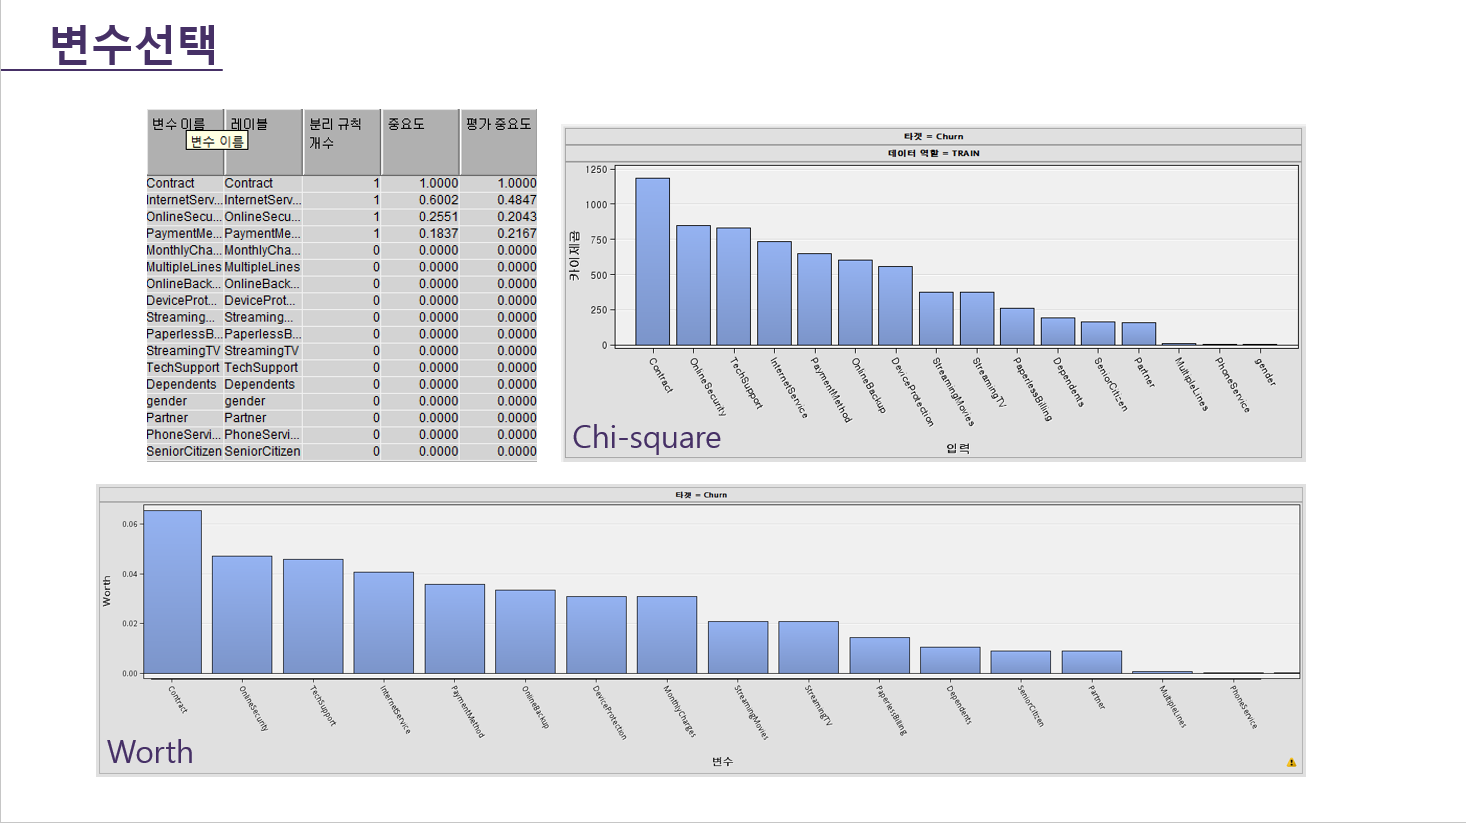 변수선택
변수 이름 레이블 분리 규칙 개수 중요도 평가 중요도
변수 이름
Contract Contract 1 1.0000 1.0000
InternetServ... InternetServ... 1 0.6002 0.4847
OnlineSecu... OnlineSecu... 1 0.2551 0.2043
PaymentMe... PaymentMe... 1 0.1837 0.2167
MonthlyCha... MonthlyCha... 0 0.0000 0.0000
MultipleLines MultipleLines 0 0.0000 0.0000
OnlineBack... OnlineBack... 0 0.0000 0.0000
DeviceProt... DeviceProt... 0 0.0000 0.0000
Streaming... Streaming... 0 0.0000 0.0000
PaperlessB... PaperlessB... 0 0.0000 0.0000
StreamingTV StreamingTV 0 0.0000 0.0000
TechSupport TechSupport 0 0.0000 0.0000
Dependents Dependents 0 0.0000 0.0000
gender gender 0 0.0000 0.0000
Partner Partner 0 0.0000 0.0000
PhoneServi... PhoneServi... 0 0.0000 0.0000
SeniorCitizen SeniorCitizen 0 0.0000 0.0000
타겟 = Churn
데이터 역할 = TRAIN
카이제곱
1250
1000
750
500
250
0
Contract OnlineSecurity TechSupport InternetService PaymentMethod OnlineBackup DeviceProtection StreamingMovies StreamingTV PaperlessBilling Dependents SeniorCitizen Partner MultipleLines PhoneService gender
Chi-square
입력
타겟 = Churn
Worth
0.06
0.04
0.02
0.00
Contract OnlineSecurity TechSupport InternetService PaymentMethod OnlineBackup DeviceProtection MonthlyCharges StreamingMovies StreamingTV PaperlessBilling Dependents SeniorCitizen Partner MultipleLines PhoneService
Worth
변수